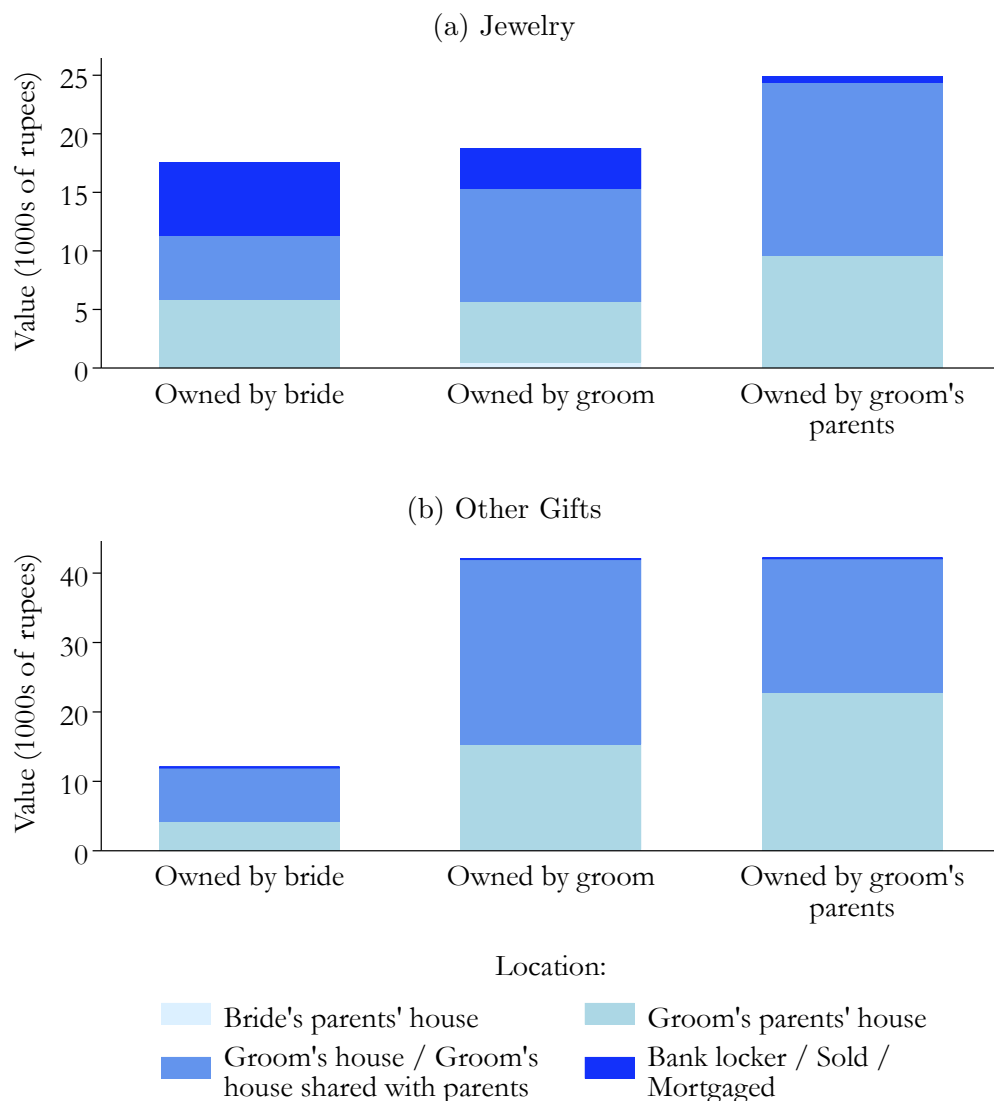 (a) Jewelry
Value (1000s of rupees)
25
20
15
10
5
0
Owned by bride
Owned by groom
Owned by groom's
parents
(b) Other Gifts
Value (1000s of rupees)
40
30
20
10
0
Owned by bride
Owned by groom
Owned by groom's
parents
Location:
Bride's parents' house
Groom's parents' house
Groom's house / Groom's
house shared with parents
Bank locker / Sold /
Mortgaged